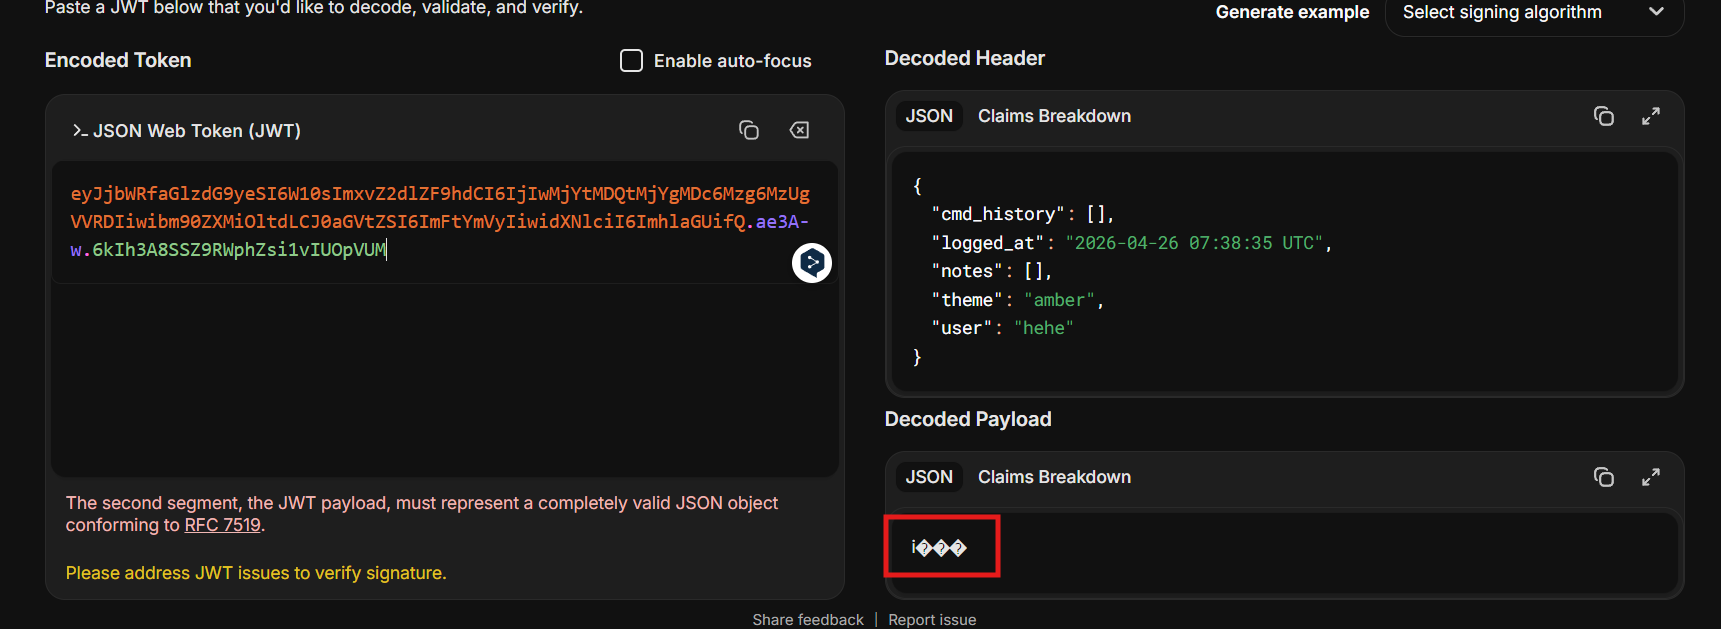 Paste a JWT below that you'd like to decode, validate, and verify.
Generate example
Select signing algorithm
Encoded Token
Enable auto-focus
JSON Web Token (JWT)
eyJjbWRfaGlzdG9yeSI6W10sImxvZ2dlZF9hdCI6IjIwMjYtMDQtMjYgMDc6Mzg6MzUg
VVRDIiwibm90ZXMiOltdLCJ0aGVtZSI6ImFtYmVyIiwidXNlciI6ImhlaGUifQ.ae3A-
w.6kIh3A8SSZ9RWphZsi1vIUOpVUM
The second segment, the JWT payload, must represent a completely valid JSON object
conforming to RFC 7519.
Please address JWT issues to verify signature.
Decoded Header
JSON Claims Breakdown
{
"cmd_history": [],
"logged_at": "2026-04-26 07:38:35 UTC",
"notes": [],
"theme": "amber",
"user": "hehe"
}
Decoded Payload
JSON Claims Breakdown
i���
Share feedback | Report issue